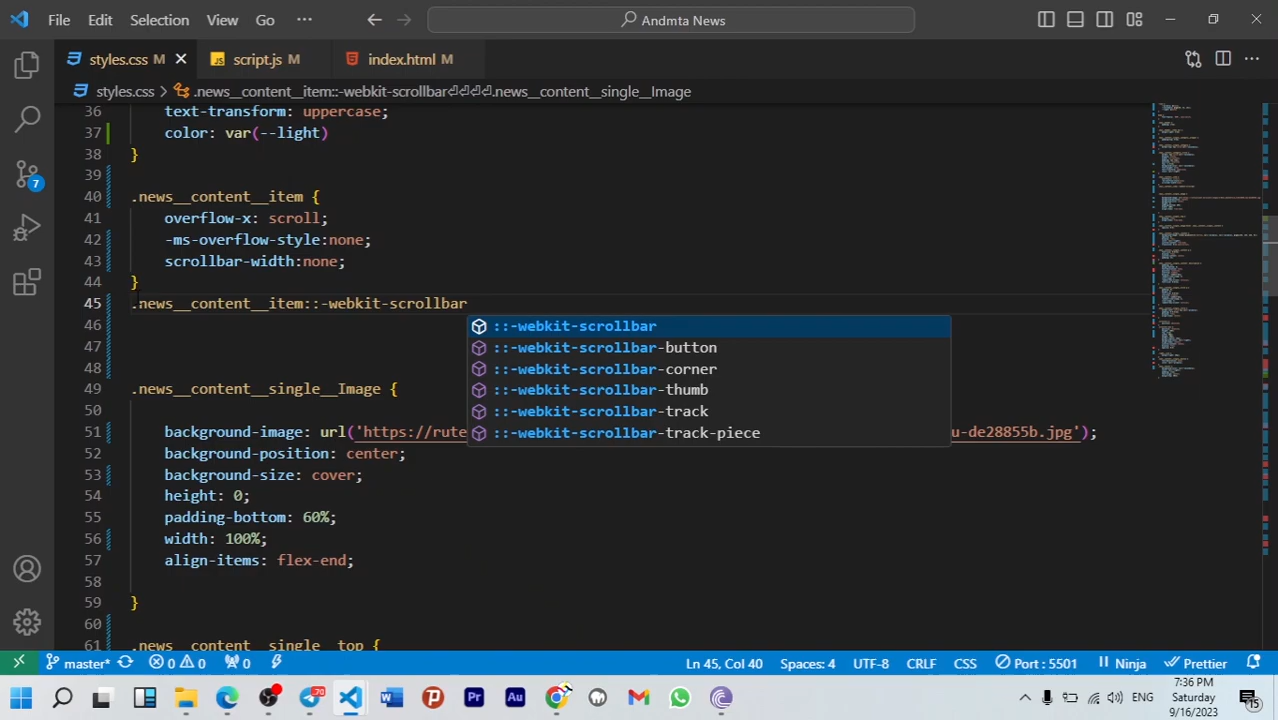 File Edit Selection View Go ··· Andmta News
styles.css M script.js M index.html M
styles.css > .news__content__item::-webkit-scrollbar⏎⏎⏎⏎.news__content__single__Image
36 text-transform: uppercase;
37 color: var(--light)
38 }
39
40 .news__content__item {
41 overflow-x: scroll;
42 -ms-overflow-style:none;
43 scrollbar-width:none;
44 }
45 .news__content__item::-webkit-scrollbar
46 ::-webkit-scrollbar
47 ::-webkit-scrollbar-button
48 ::-webkit-scrollbar-corner
49 .news__content__single__Image { ::-webkit-scrollbar-thumb
50 ::-webkit-scrollbar-track
51 background-image: url('https://rute ::-webkit-scrollbar-track-piece u-de28855b.jpg');
52 background-position: center;
53 background-size: cover;
54 height: 0;
55 padding-bottom: 60%;
56 width: 100%;
57 align-items: flex-end;
58
59 }
60
61 .news__content__single__top {
7
master* 0 0 0 Ln 45, Col 40 Spaces: 4 UTF-8 CRLF CSS Port : 5501 Ninja Prettier
70 ENG 7:36 PM
Saturday
9/16/2023
15